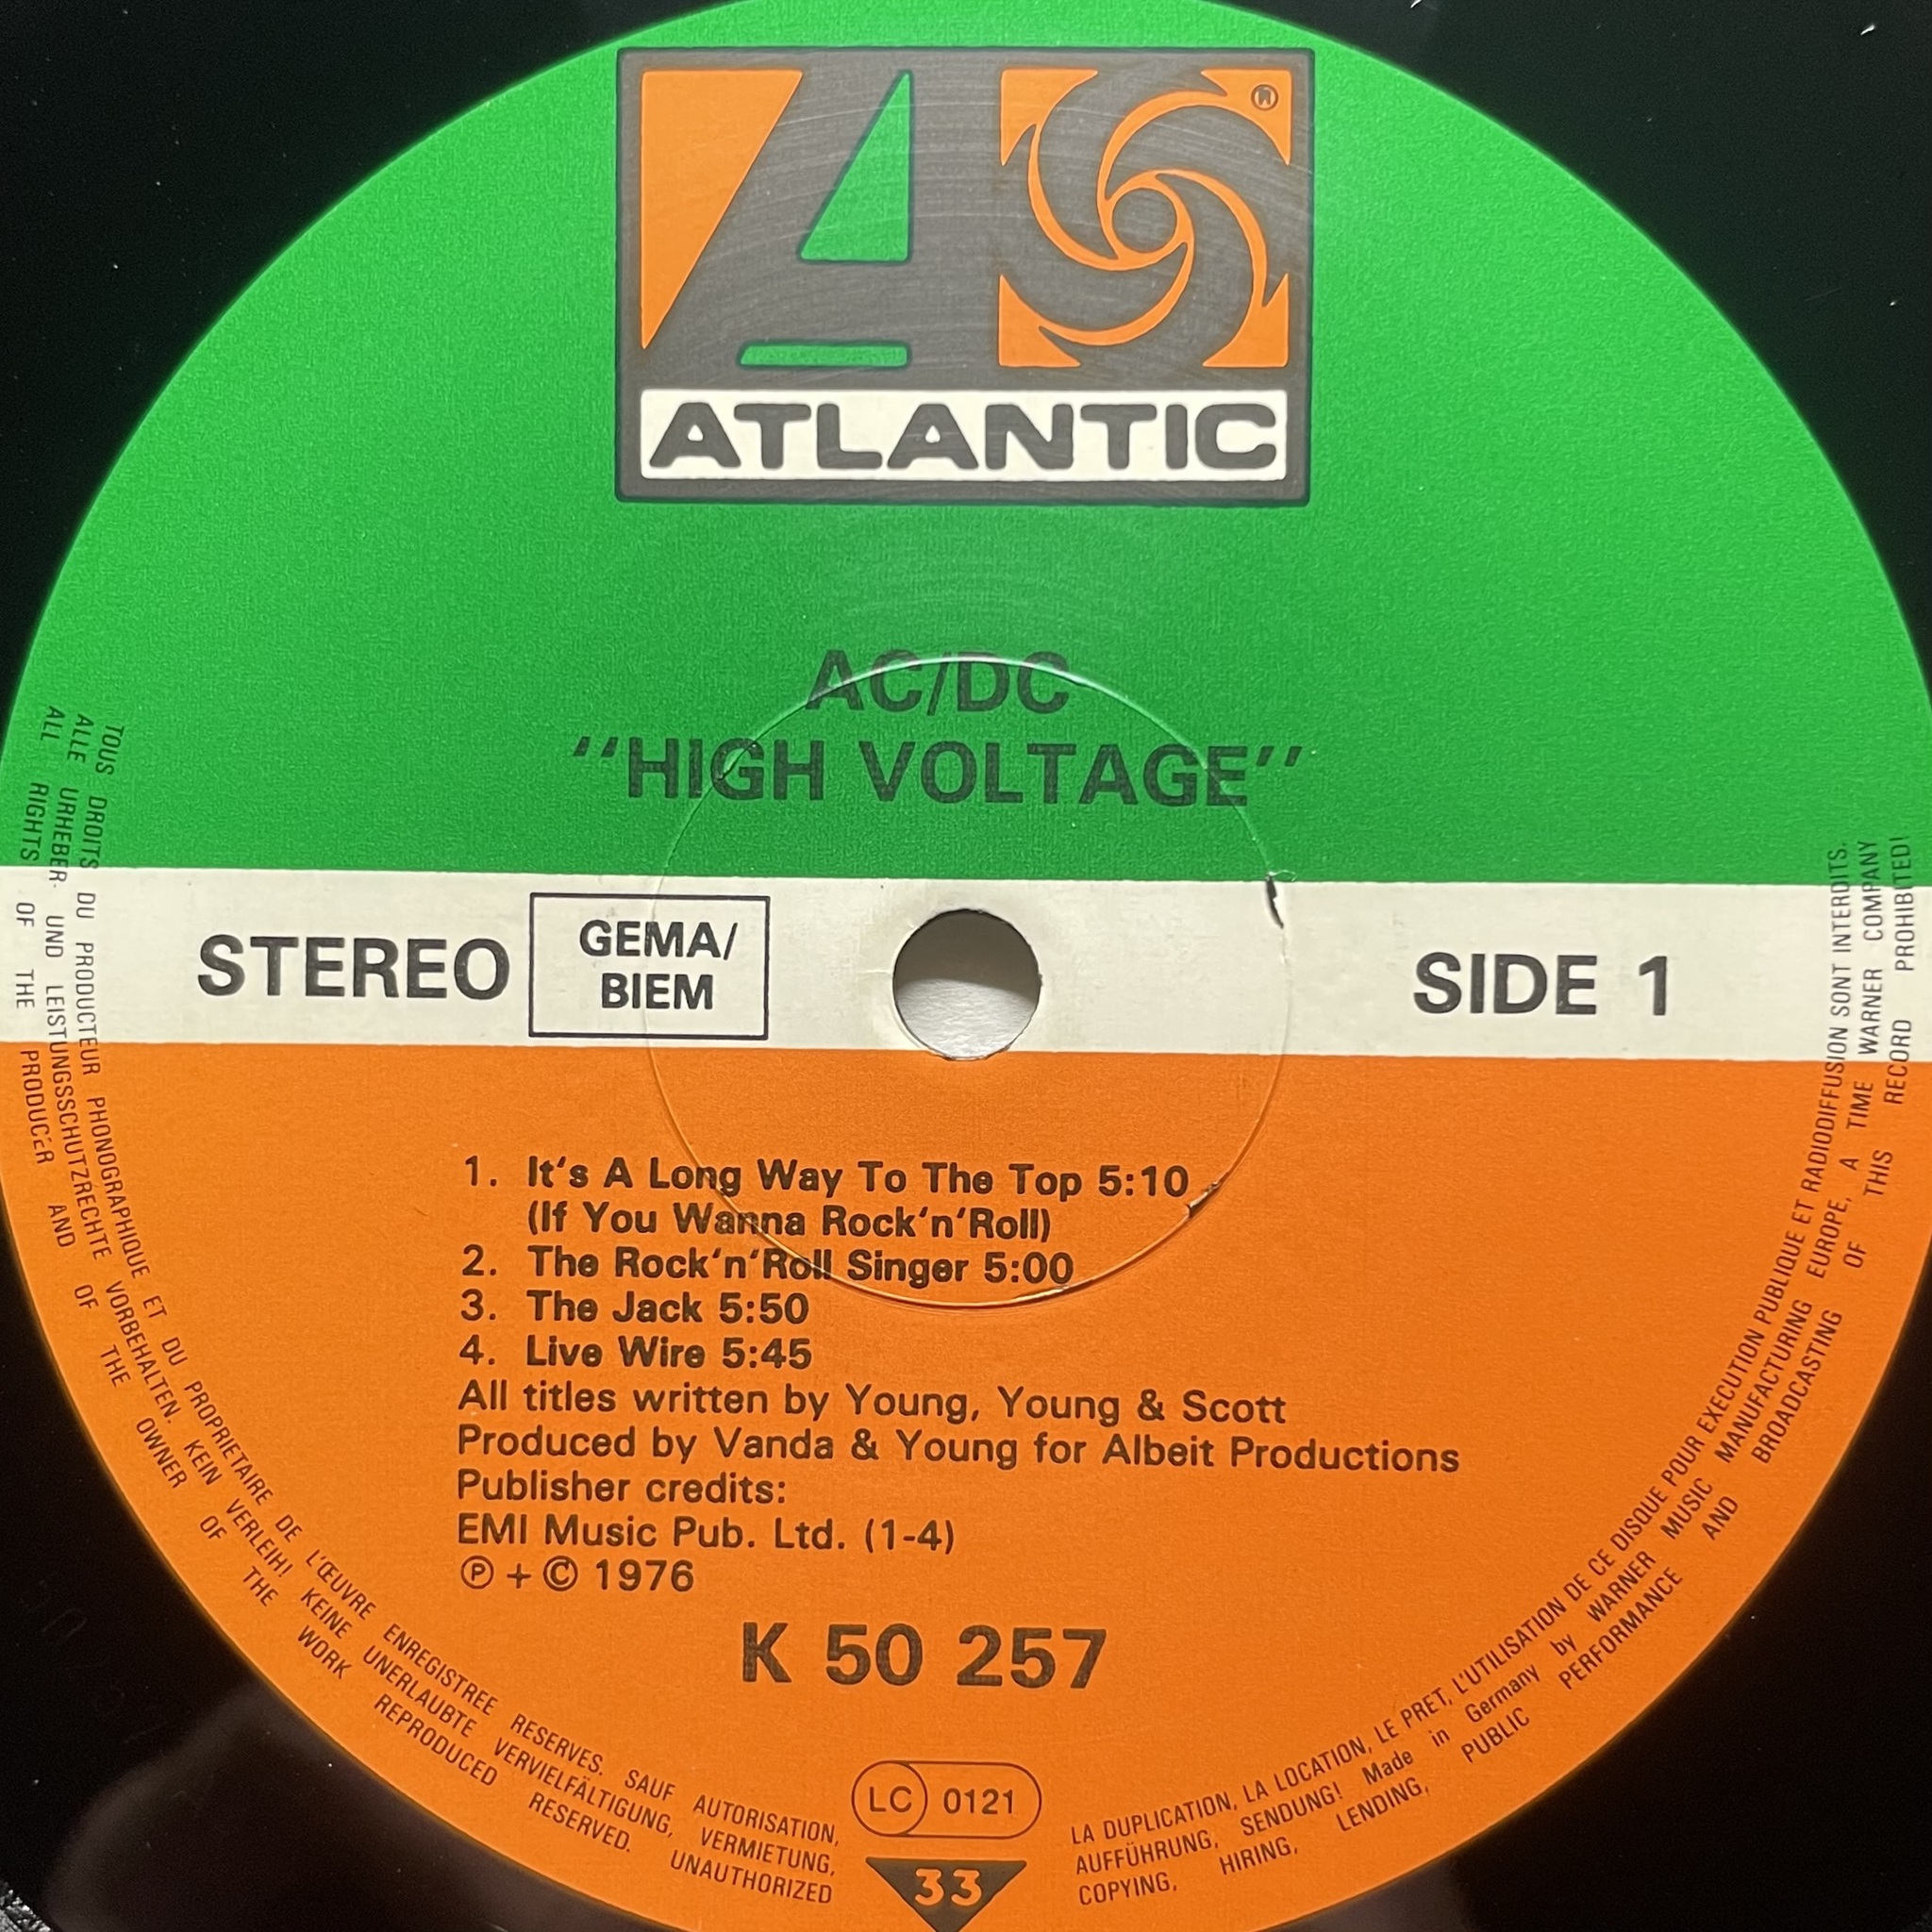 ®
ATLANTIC
AC/DC
“HIGH VOLTAGE”
STEREO
GEMA/
BIEM
SIDE 1
1. It's A Long Way To The Top 5:10
(If You Wanna Rock'n'Roll)
2. The Rock'n'Roll Singer 5:00
3. The Jack 5:50
4. Live Wire 5:45
All titles written by Young, Young & Scott
Produced by Vanda & Young for Albeit Productions
Publisher credits:
EMI Music Pub. Ltd. (1-4)
℗ + © 1976
K 50 257
LC 0121
33
TOUS DROITS DU PRODUCTEUR PHONOGRAPHIQUE ET DU PROPRIETAIRE DE L'ŒUVRE ENREGISTREE RESERVES. SAUF AUTORISATION, LA DUPLICATION, LA LOCATION, LE PRET, L'UTILISATION DE CE DISQUE POUR EXECUTION PUBLIQUE ET RADIODIFFUSION SONT INTERDITS.
ALLE URHEBER- UND LEISTUNGSSCHUTZRECHTE VORBEHALTEN. KEIN VERLEIH! KEINE UNERLAUBTE VERVIELFÄLTIGUNG, VERMIETUNG, AUFFÜHRUNG, SENDUNG! Made in Germany by WARNER MUSIC MANUFACTURING EUROPE, A TIME WARNER COMPANY
ALL RIGHTS OF THE PRODUCER AND OF THE OWNER OF THE WORK REPRODUCED RESERVED. UNAUTHORIZED COPYING, HIRING, LENDING, PUBLIC PERFORMANCE AND BROADCASTING OF THIS RECORD PROHIBITED!